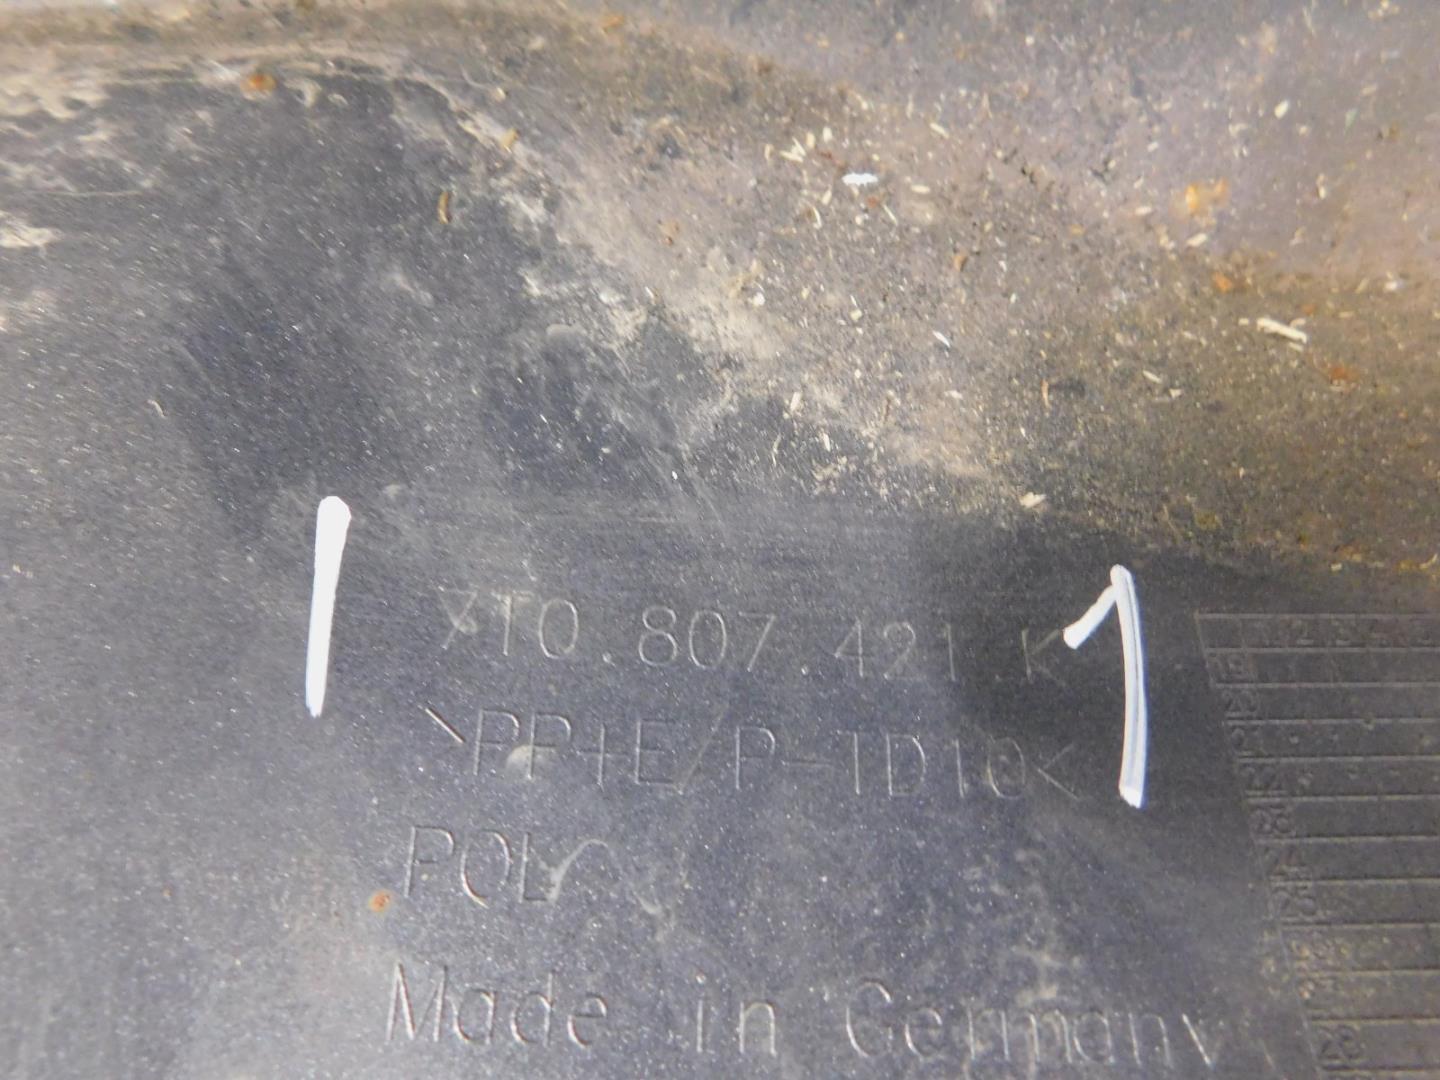 7T0.807.421.K
>PP+E/P-TD10<
POL
Made in Germany